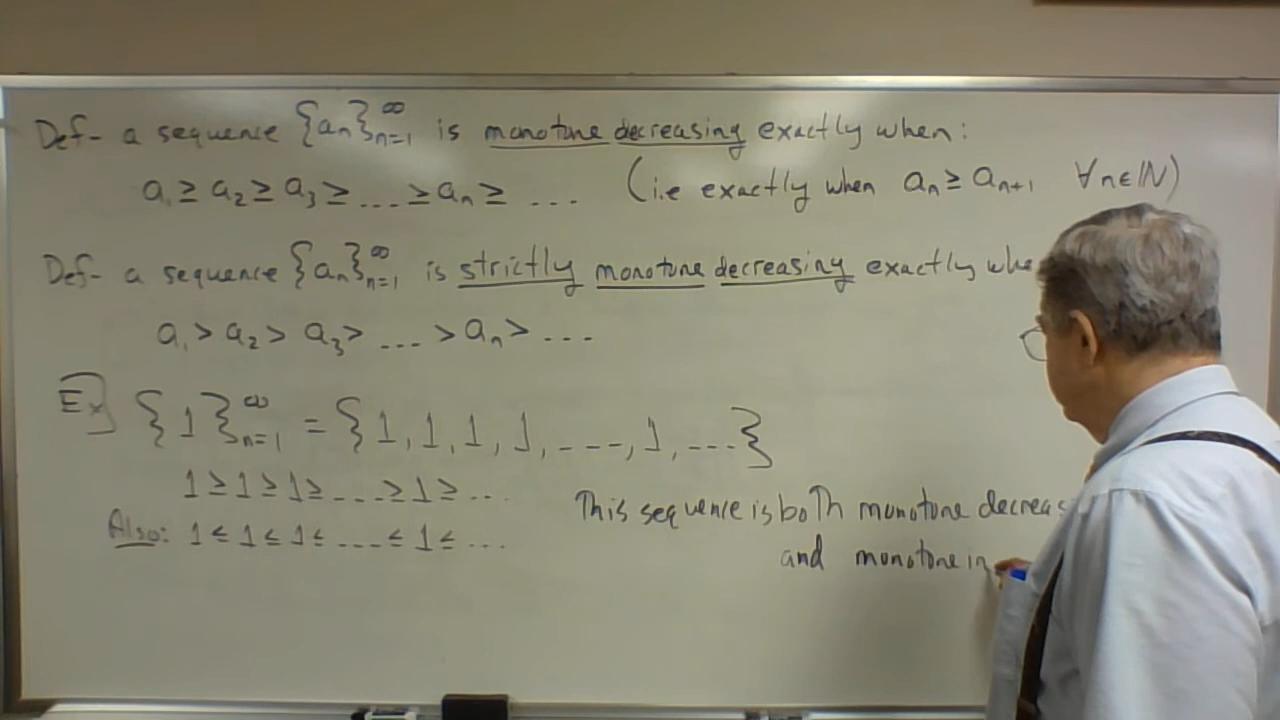 Def- a sequence {aₙ}ₙ₌₁^∞ is monotone decreasing exactly when:
a₁ ≥ a₂ ≥ a₃ ≥ ... ≥ aₙ ≥ ... (i.e exactly when aₙ ≥ aₙ₊₁ ∀n∈ℕ)
Def- a sequence {aₙ}ₙ₌₁^∞ is strictly monotone decreasing exactly whe
a₁ > a₂ > a₃ > ... > aₙ > ...
Ex) {1}ₙ₌₁^∞ = {1, 1, 1, 1, ---, 1, ---}
1 ≥ 1 ≥ 1 ≥ ... ≥ 1 ≥ ...
Also: 1 ≤ 1 ≤ 1 ≤ ... ≤ 1 ≤ ...
This sequence is both monotone decreas
and monotone in